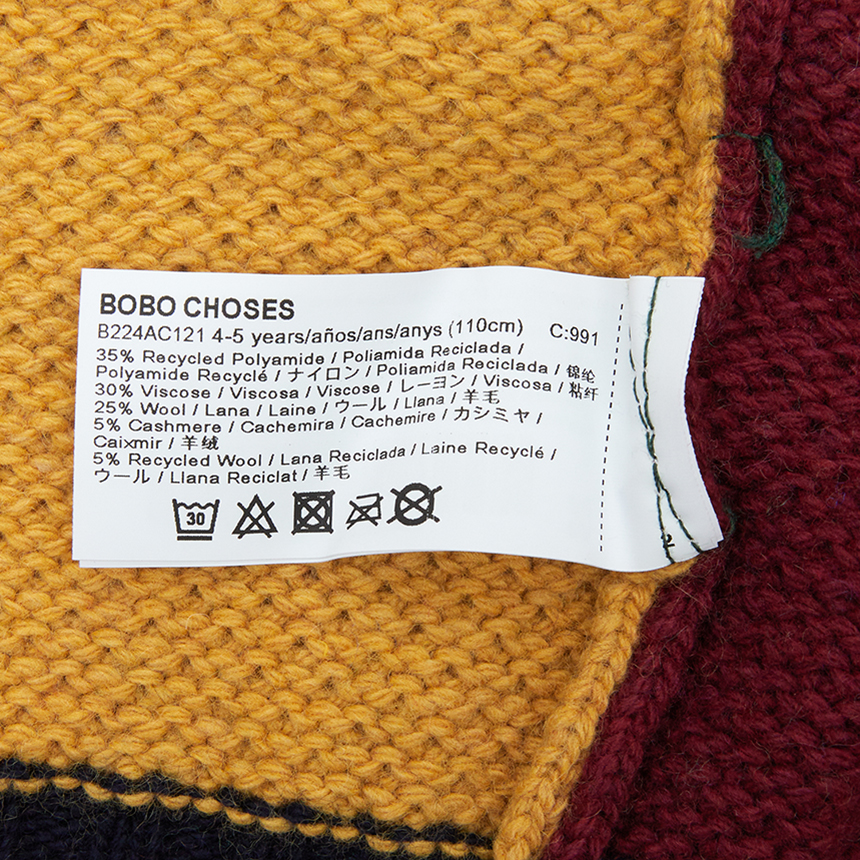 BOBO CHOSES
B224AC121 4-5 years/años/ans/anys (110cm) C:991
35% Recycled Polyamide / Poliamida Reciclada /
Polyamide Recyclé / ナイロン / Poliamida Reciclada / 锦纶
30% Viscose / Viscosa / Viscose / レーヨン / Viscosa / 粘纤
25% Wool / Lana / Laine / ウール / Llana / 羊毛
5% Cashmere / Cachemira / Cachemire / カシミヤ /
Caixmir / 羊绒
5% Recycled Wool / Lana Reciclada / Laine Recyclé /
ウール / Llana Reciclat / 羊毛
30